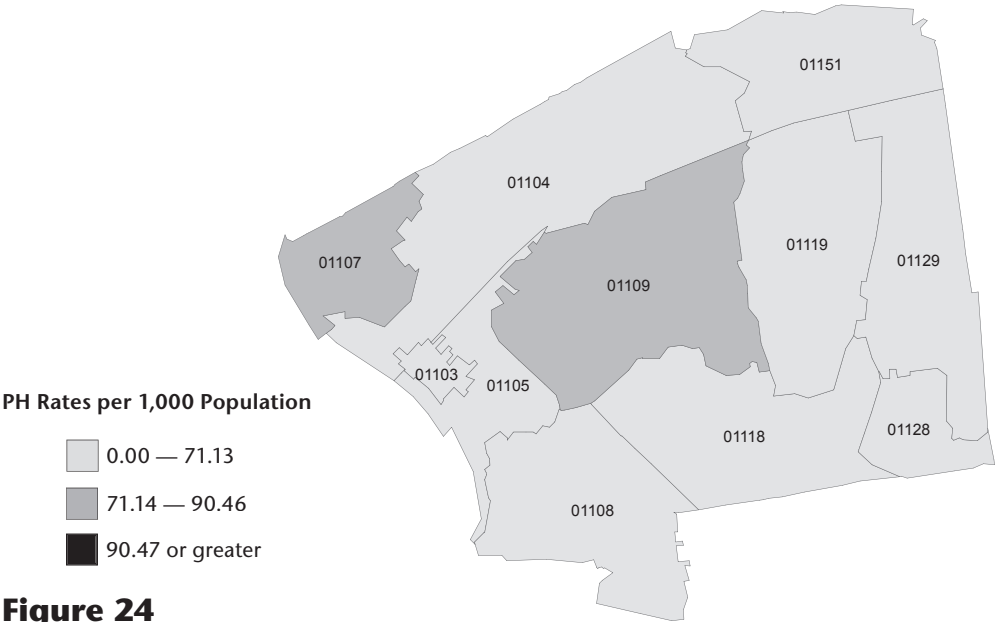 01151
01104
01107
01119
01129
01109
01103
01105
PH Rates per 1,000 Population
0.00 — 71.13
71.14 — 90.46
90.47 or greater
01118
01128
01108
Figure 24